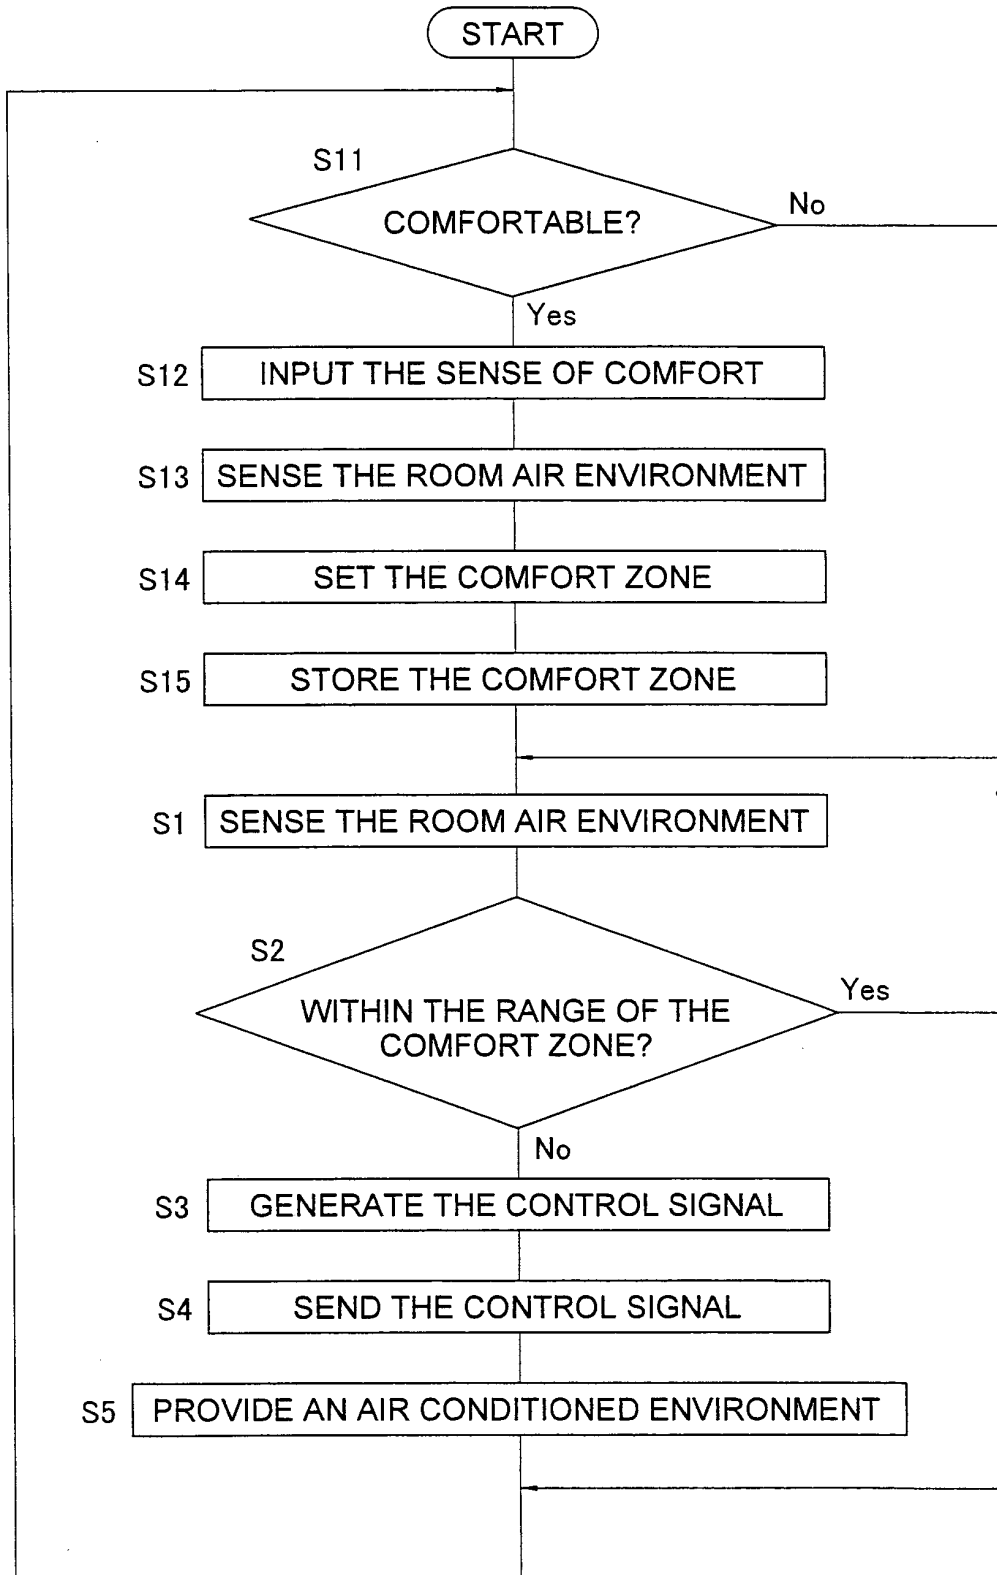 START
S11
COMFORTABLE?
No
Yes
S12 INPUT THE SENSE OF COMFORT
S13 SENSE THE ROOM AIR ENVIRONMENT
S14 SET THE COMFORT ZONE
S15 STORE THE COMFORT ZONE
S1 SENSE THE ROOM AIR ENVIRONMENT
S2
Yes
WITHIN THE RANGE OF THE
COMFORT ZONE?
No
S3 GENERATE THE CONTROL SIGNAL
S4 SEND THE CONTROL SIGNAL
S5 PROVIDE AN AIR CONDITIONED ENVIRONMENT